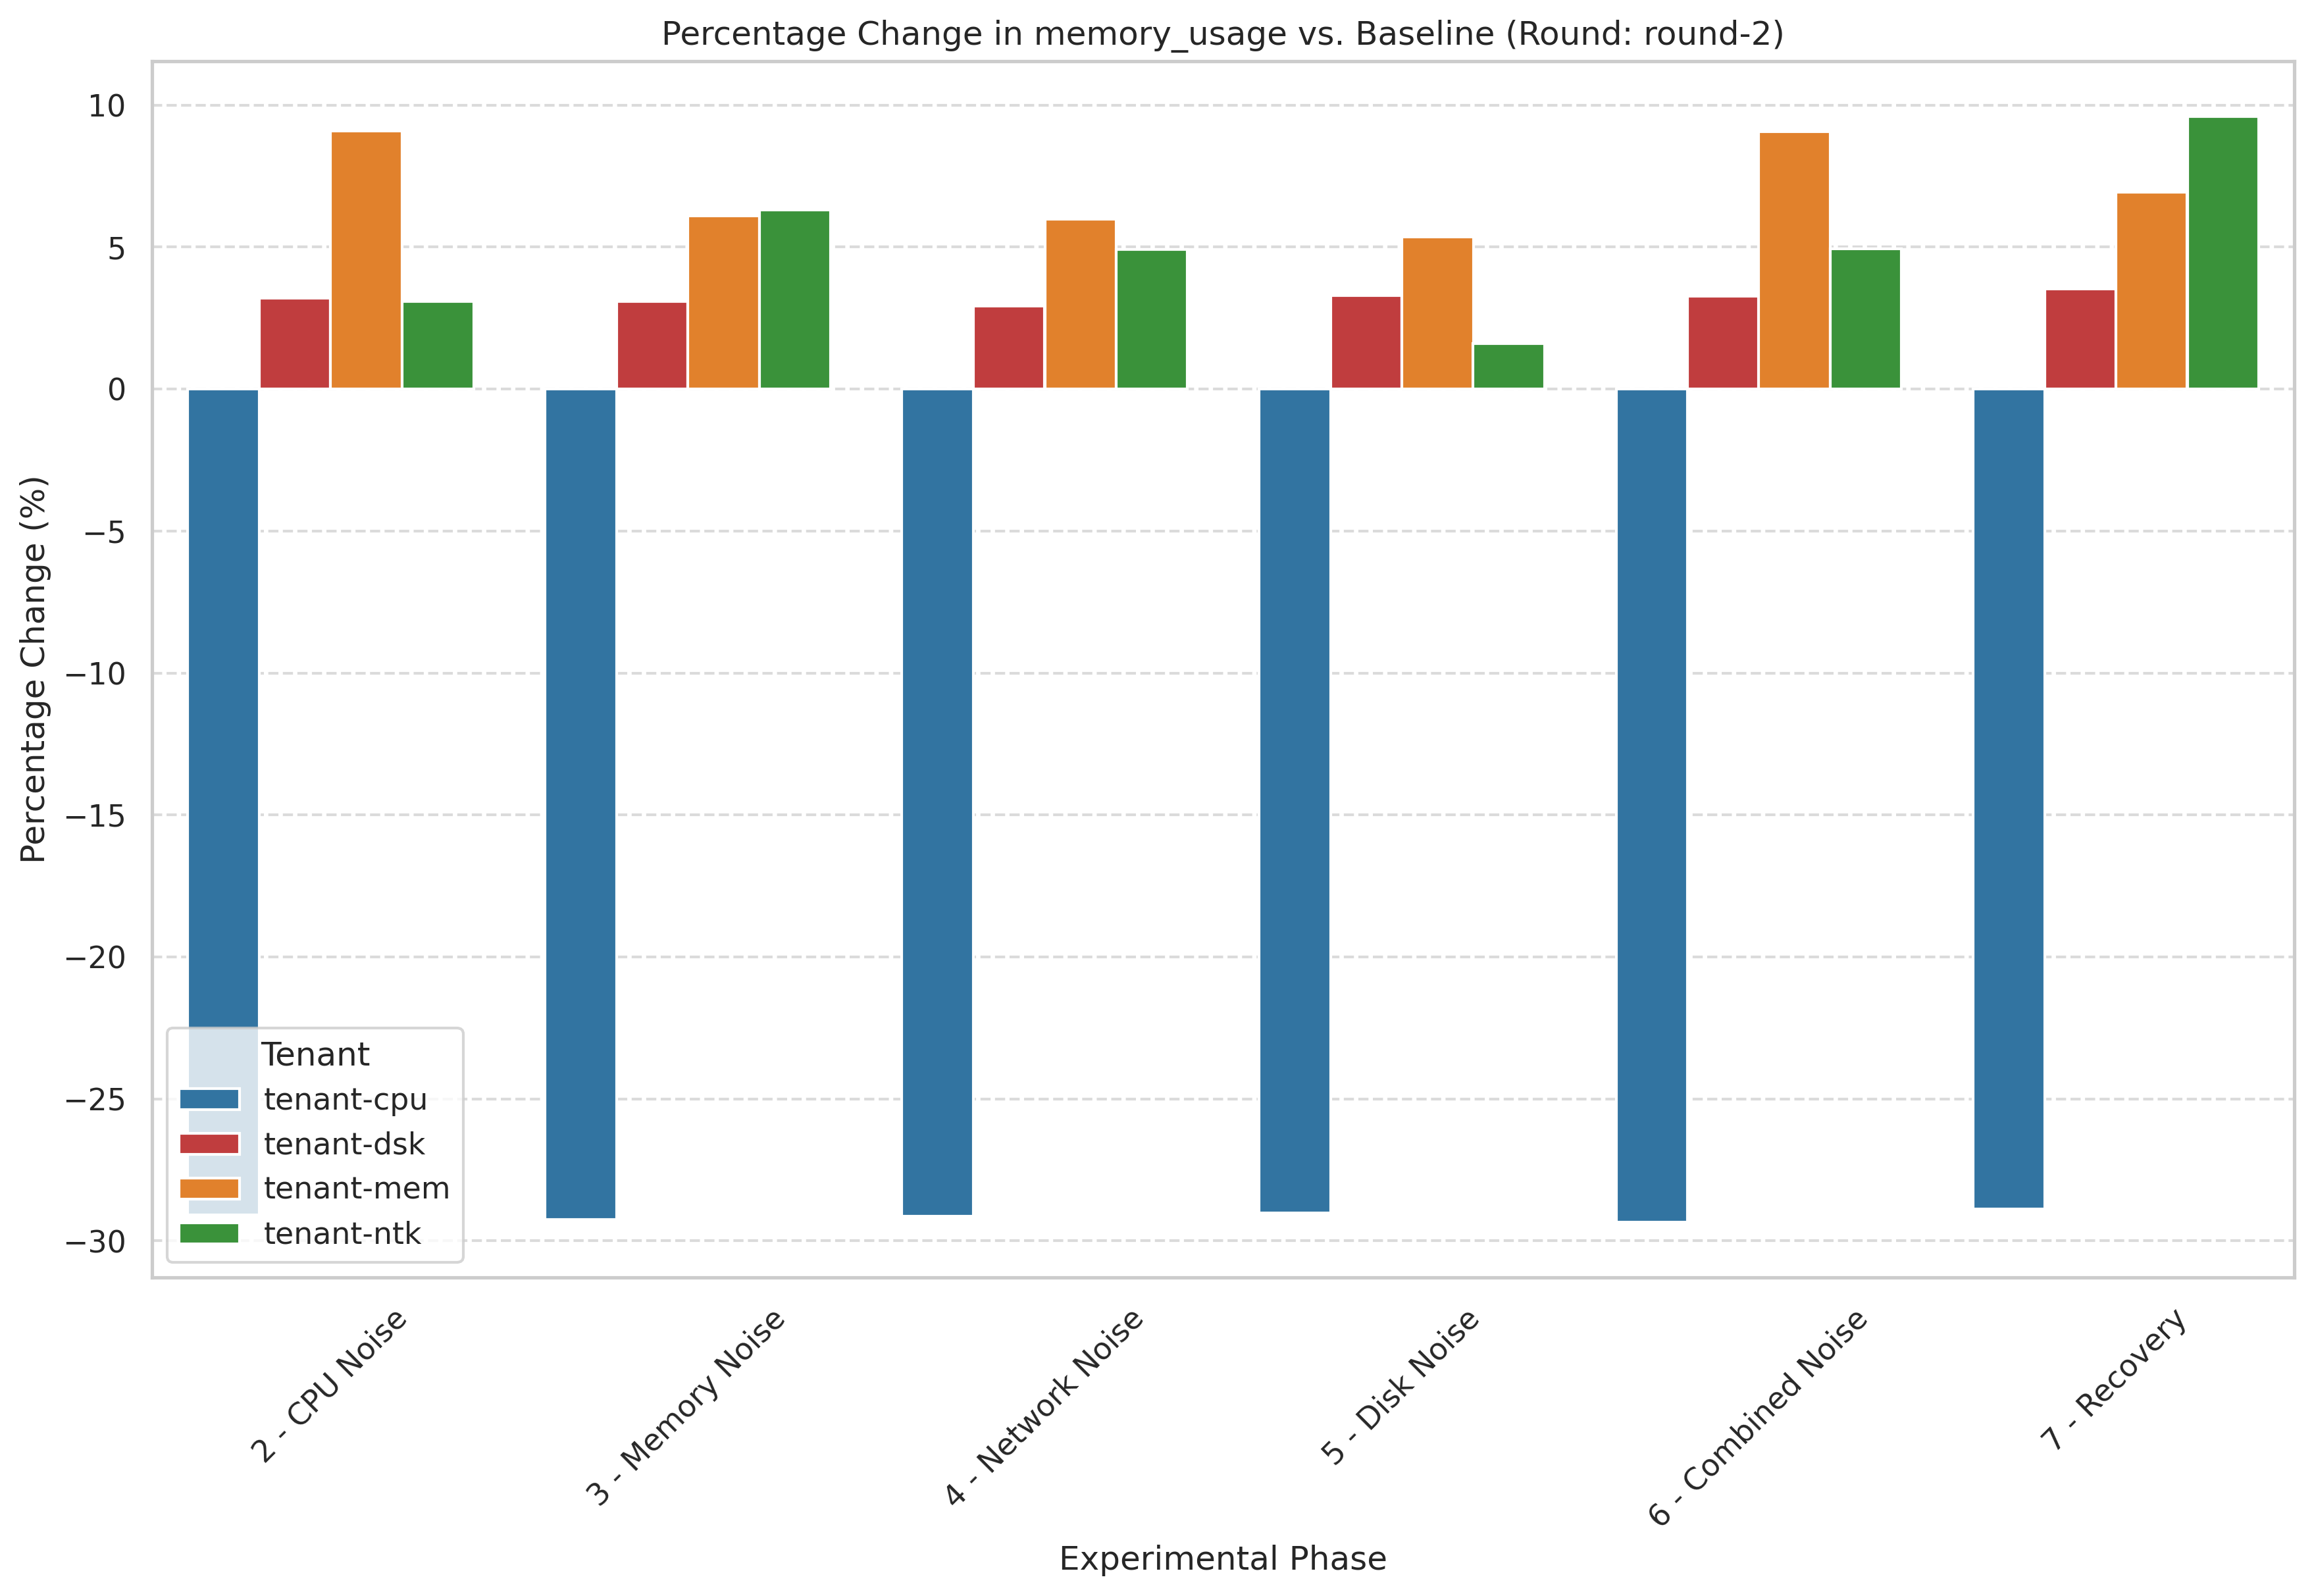 Percentage Change in memory_usage vs. Baseline (Round: round-2)
Percentage Change (%)
10
5
0
−5
−10
−15
−20
−25
−30
Tenant
tenant-cpu
tenant-dsk
tenant-mem
tenant-ntk
2 - CPU Noise
3 - Memory Noise
4 - Network Noise
5 - Disk Noise
6 - Combined Noise
7 - Recovery
Experimental Phase